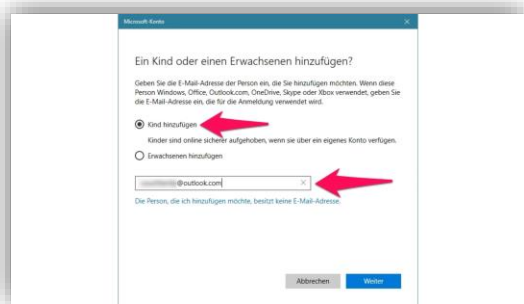 Microsoft-Konto
Ein Kind oder einen Erwachsenen hinzufügen?
Geben Sie die E-Mail-Adresse der Person ein, die Sie hinzufügen möchten. Wenn diese
Person Windows, Office, Outlook.com, OneDrive, Skype oder Xbox verwendet, geben Sie
die E-Mail-Adresse ein, die für die Anmeldung verwendet wird.
Kind hinzufügen
Kinder sind online sicherer aufgehoben, wenn sie über ein eigenes Konto verfügen.
Erwachsenen hinzufügen
@outlook.com
Die Person, die ich hinzufügen möchte, besitzt keine E-Mail-Adresse.
Abbrechen Weiter